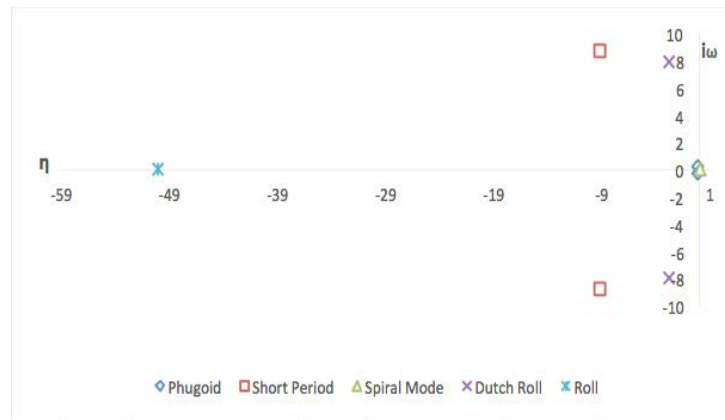 10
iω
8
6
4
2
η
0
-59 -49 -39 -29 -19 -9 1
-2
-4
-6
-8
-10
Phugoid Short Period Spiral Mode Dutch Roll Roll